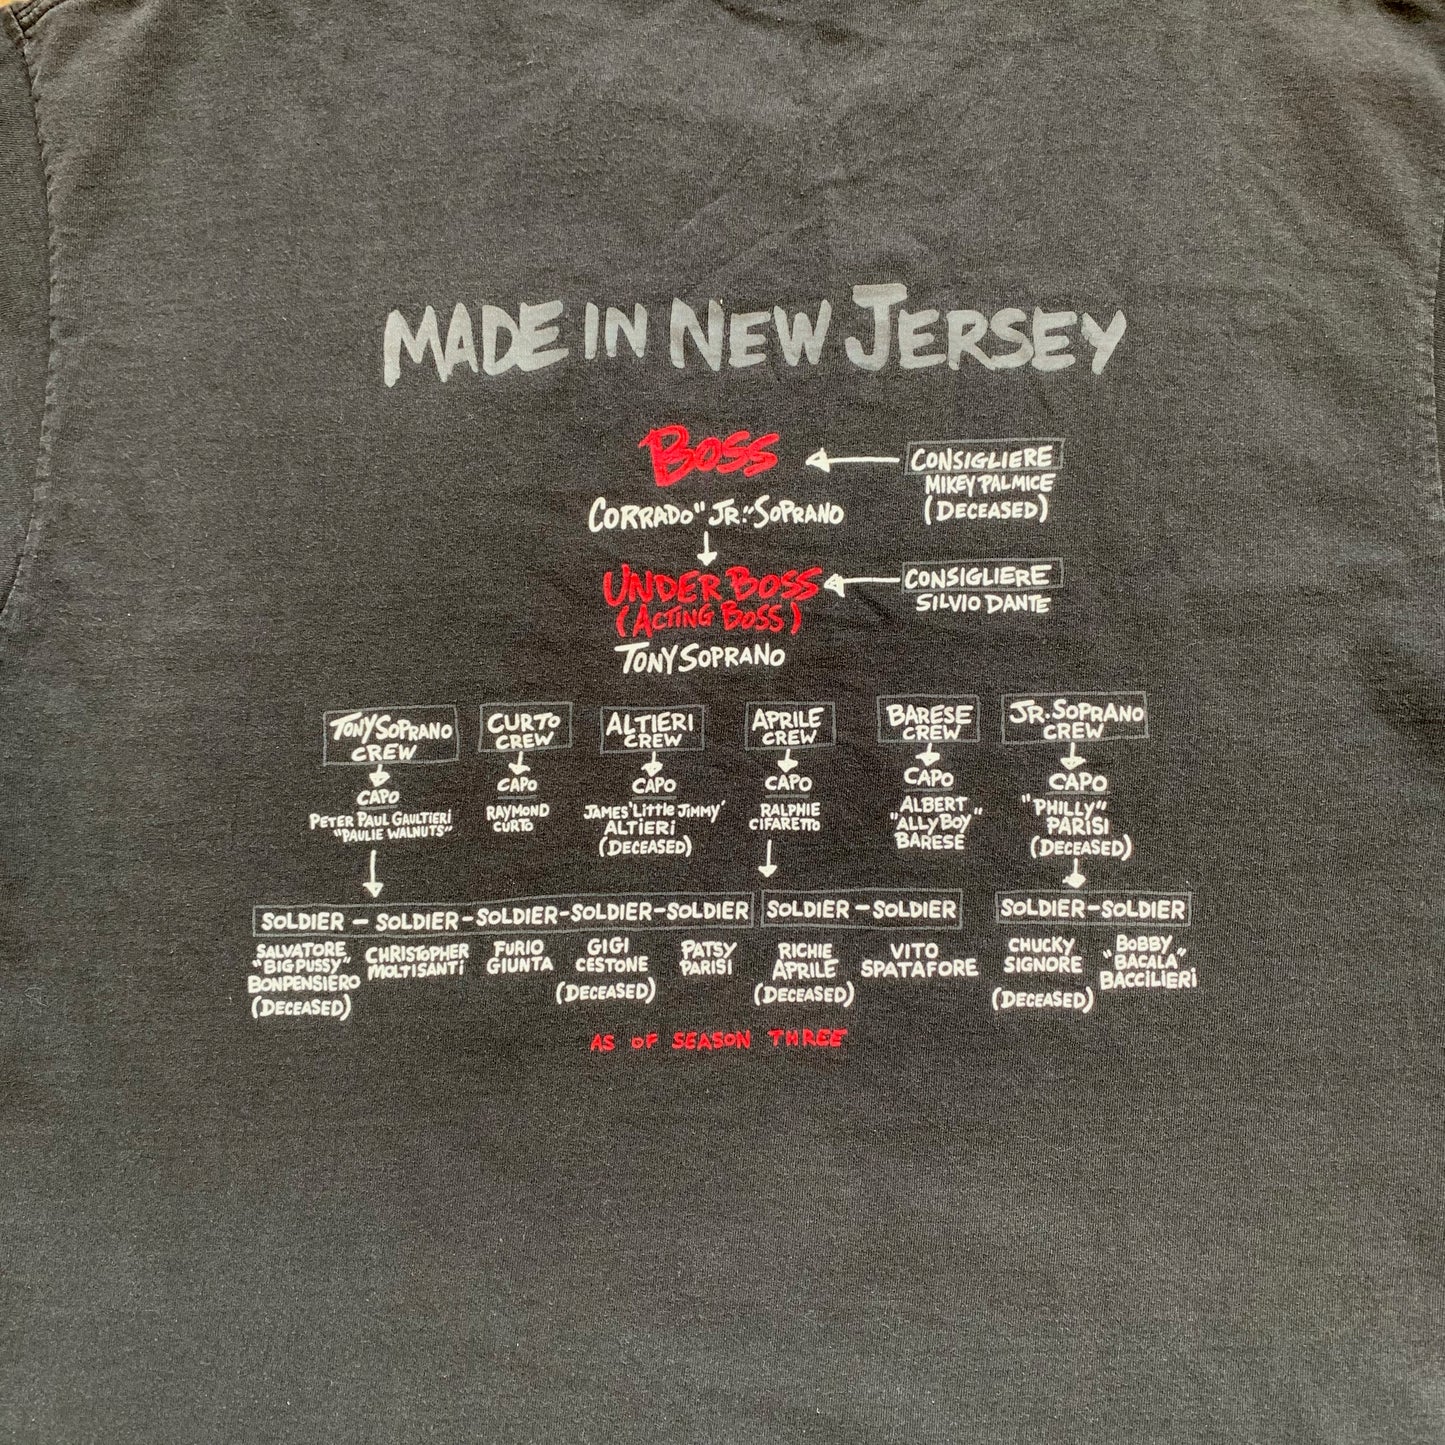 MADE IN NEW JERSEY
BOSS
CONSIGLIERE
MIKEY PALMICE
(DECEASED)
CORRADO "JR." SOPRANO
UNDER BOSS
(ACTING BOSS)
CONSIGLIERE
SILVIO DANTE
TONY SOPRANO
TONY SOPRANO
CREW
CAPO
PETER PAUL GAULTIERI
"PAULIE WALNUTS"
CURTO
CREW
CAPO
RAYMOND
CURTO
ALTIERI
CREW
CAPO
JAMES 'LITTLE JIMMY'
ALTIERI
(DECEASED)
APRILE
CREW
CAPO
RALPHIE
CIFARETTO
BARESE
CREW
CAPO
ALBERT
"ALLY BOY"
BARESE
JR. SOPRANO
CREW
CAPO
"PHILLY"
PARISI
(DECEASED)
SOLDIER - SOLDIER - SOLDIER - SOLDIER - SOLDIER
SALVATORE
"BIG PUSSY"
BONPENSIERO
(DECEASED)
CHRISTOPHER
MOLTISANTI
FURIO
GIUNTA
GIGI
CESTONE
(DECEASED)
PATSY
PARISI
SOLDIER - SOLDIER
RICHIE
APRILE
(DECEASED)
VITO
SPATAFORE
SOLDIER - SOLDIER
CHUCKY
SIGNORE
(DECEASED)
BOBBY
"BACALA"
BACCILIERI
AS OF SEASON THREE